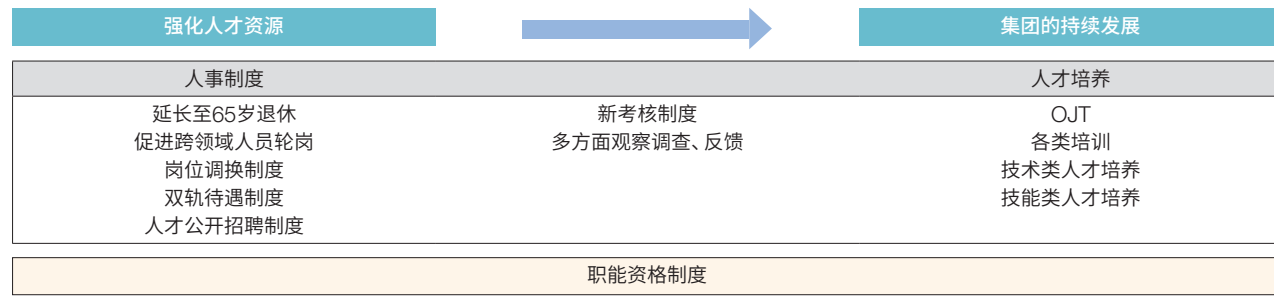 强化人才资源
集团的持续发展
人事制度
人才培养
延长至65岁退休
新考核制度
OJT
促进跨领域人员轮岗
多方面观察调查、反馈
各类培训
岗位调换制度
技术类人才培养
双轨待遇制度
技能类人才培养
人才公开招聘制度
职能资格制度